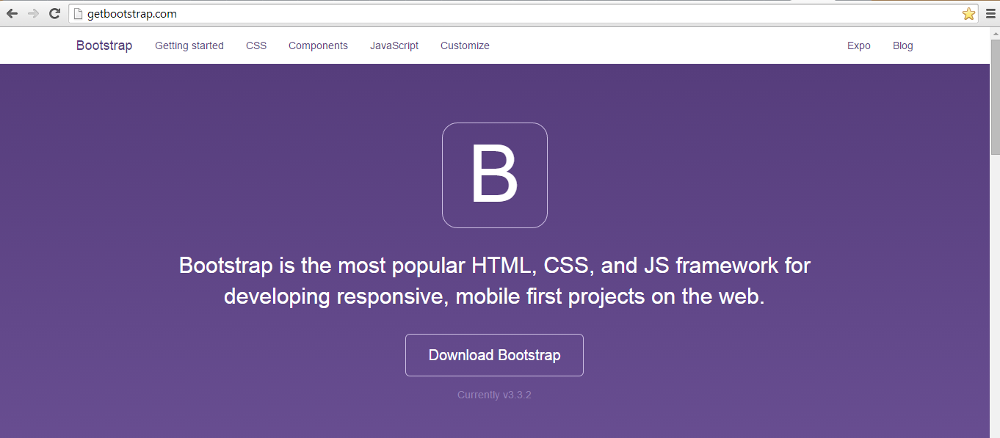 getbootstrap.com
Bootstrap Getting started CSS Components JavaScript Customize Expo Blog
B
Bootstrap is the most popular HTML, CSS, and JS framework for
developing responsive, mobile first projects on the web.
Download Bootstrap
Currently v3.3.2